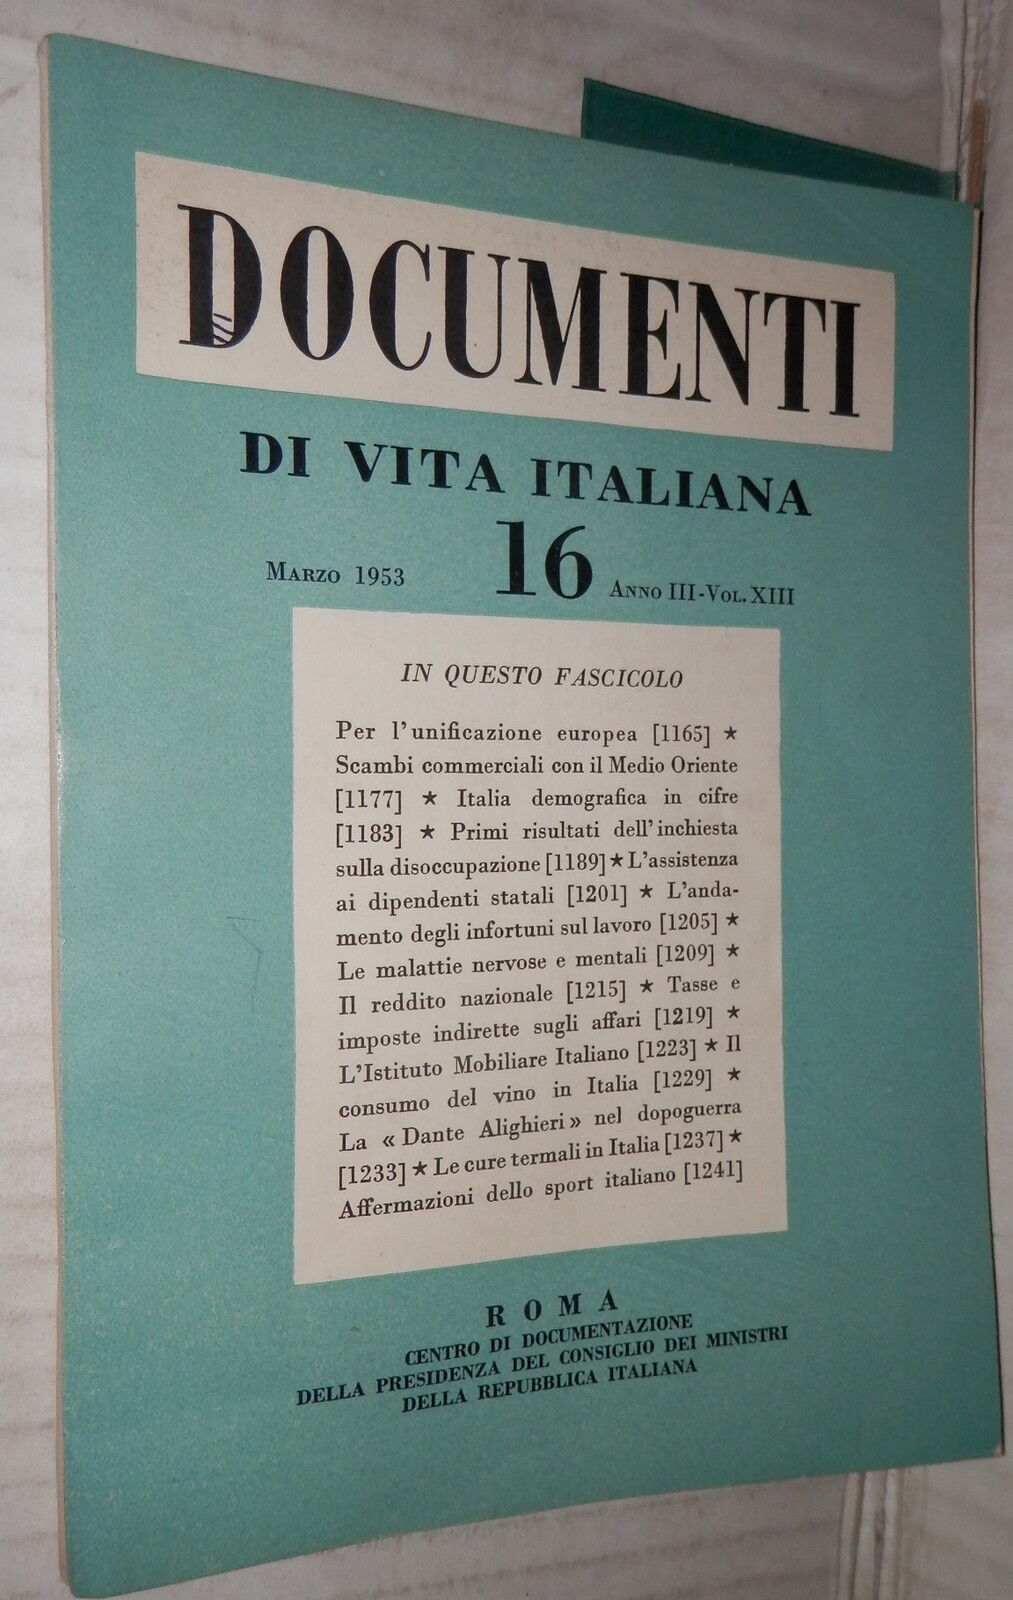 DOCUMENTI
DI VITA ITALIANA
Marzo 1953 16 Anno III-Vol. XIII
IN QUESTO FASCICOLO
Per l'unificazione europea [1165] ★
Scambi commerciali con il Medio Oriente
[1177] ★ Italia demografica in cifre
[1183] ★ Primi risultati dell'inchiesta
sulla disoccupazione [1189] ★ L'assistenza
ai dipendenti statali [1201] ★ L'anda-
mento degli infortuni sul lavoro [1205] ★
Le malattie nervose e mentali [1209] ★
Il reddito nazionale [1215] ★ Tasse e
imposte indirette sugli affari [1219] ★
L'Istituto Mobiliare Italiano [1223] ★ Il
consumo del vino in Italia [1229] ★
La « Dante Alighieri » nel dopoguerra
[1233] ★ Le cure termali in Italia [1237] ★
Affermazioni dello sport italiano [1241]
ROMA
CENTRO DI DOCUMENTAZIONE
DELLA PRESIDENZA DEL CONSIGLIO DEI MINISTRI
DELLA REPUBBLICA ITALIANA